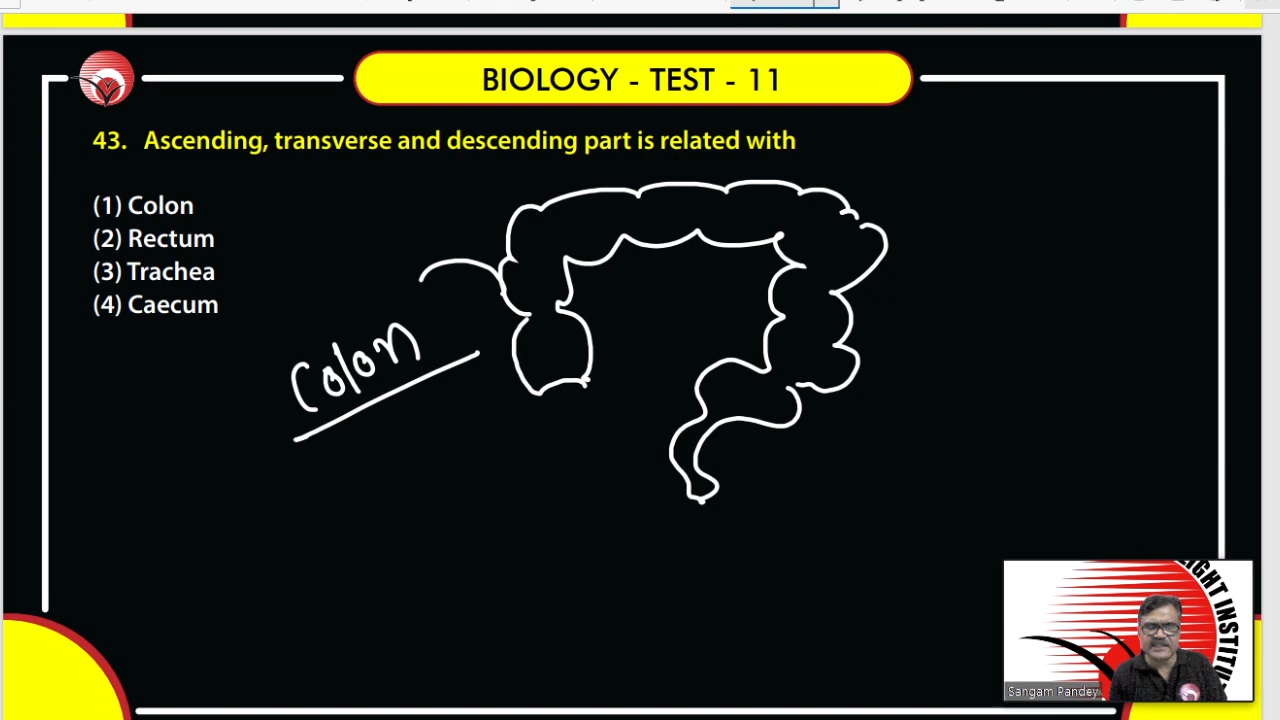 BIOLOGY - TEST - 11
43. Ascending, transverse and descending part is related with
(1) Colon
(2) Rectum
(3) Trachea
(4) Caecum
Colon
Sangam Pandey